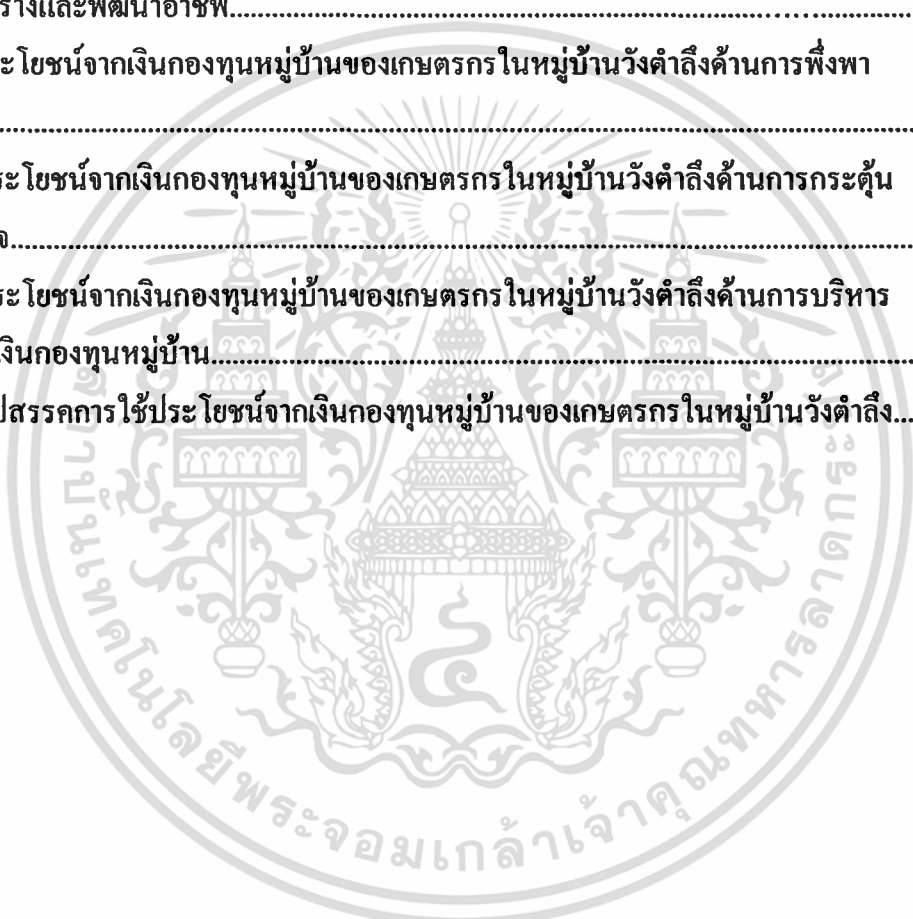 ร้างและพัฒนาอาชีพ....................................................................................................
ะโยชน์จากเงินกองทุนหมู่บ้านของเกษตรกรในหมู่บ้านวังตำลึงด้านการพึ่งพา
....................................................................................................
ระโยชน์จากเงินกองทุนหมู่บ้านของเกษตรกรในหมู่บ้านวังตำลึงด้านการกระตุ้น
จ....................................................................................................
ระโยชน์จากเงินกองทุนหมู่บ้านของเกษตรกรในหมู่บ้านวังตำลึงด้านการบริหาร
เงินกองทุนหมู่บ้าน....................................................................................................
ปสรรคการใช้ประโยชน์จากเงินกองทุนหมู่บ้านของเกษตรกรในหมู่บ้านวังตำลึง...
สถาบันเทคโนโลยีพระจอมเกล้าเจ้าคุณทหารลาดกระบัง